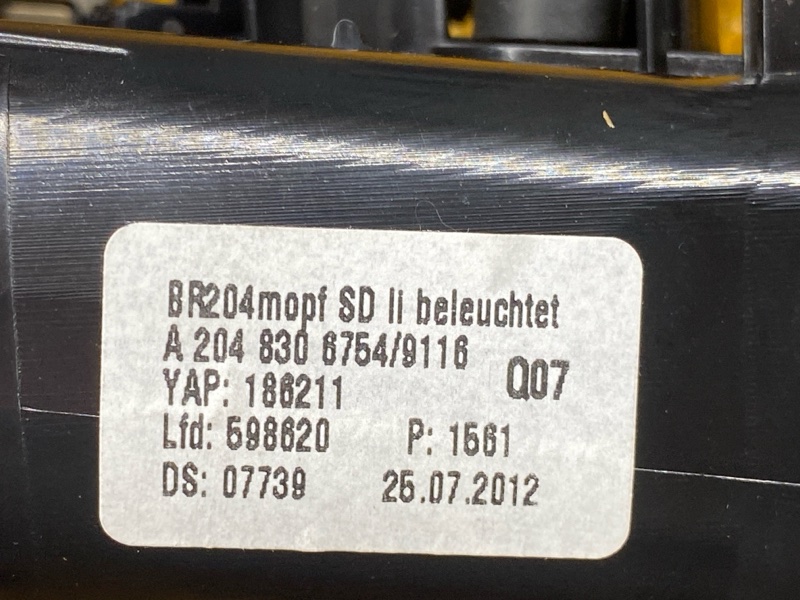 BR204mopf SD li beleuchtet
A 204 830 6754/9116
Q07
YAP: 186211
Lfd: 598620 P: 1561
DS: 07739 25.07.2012